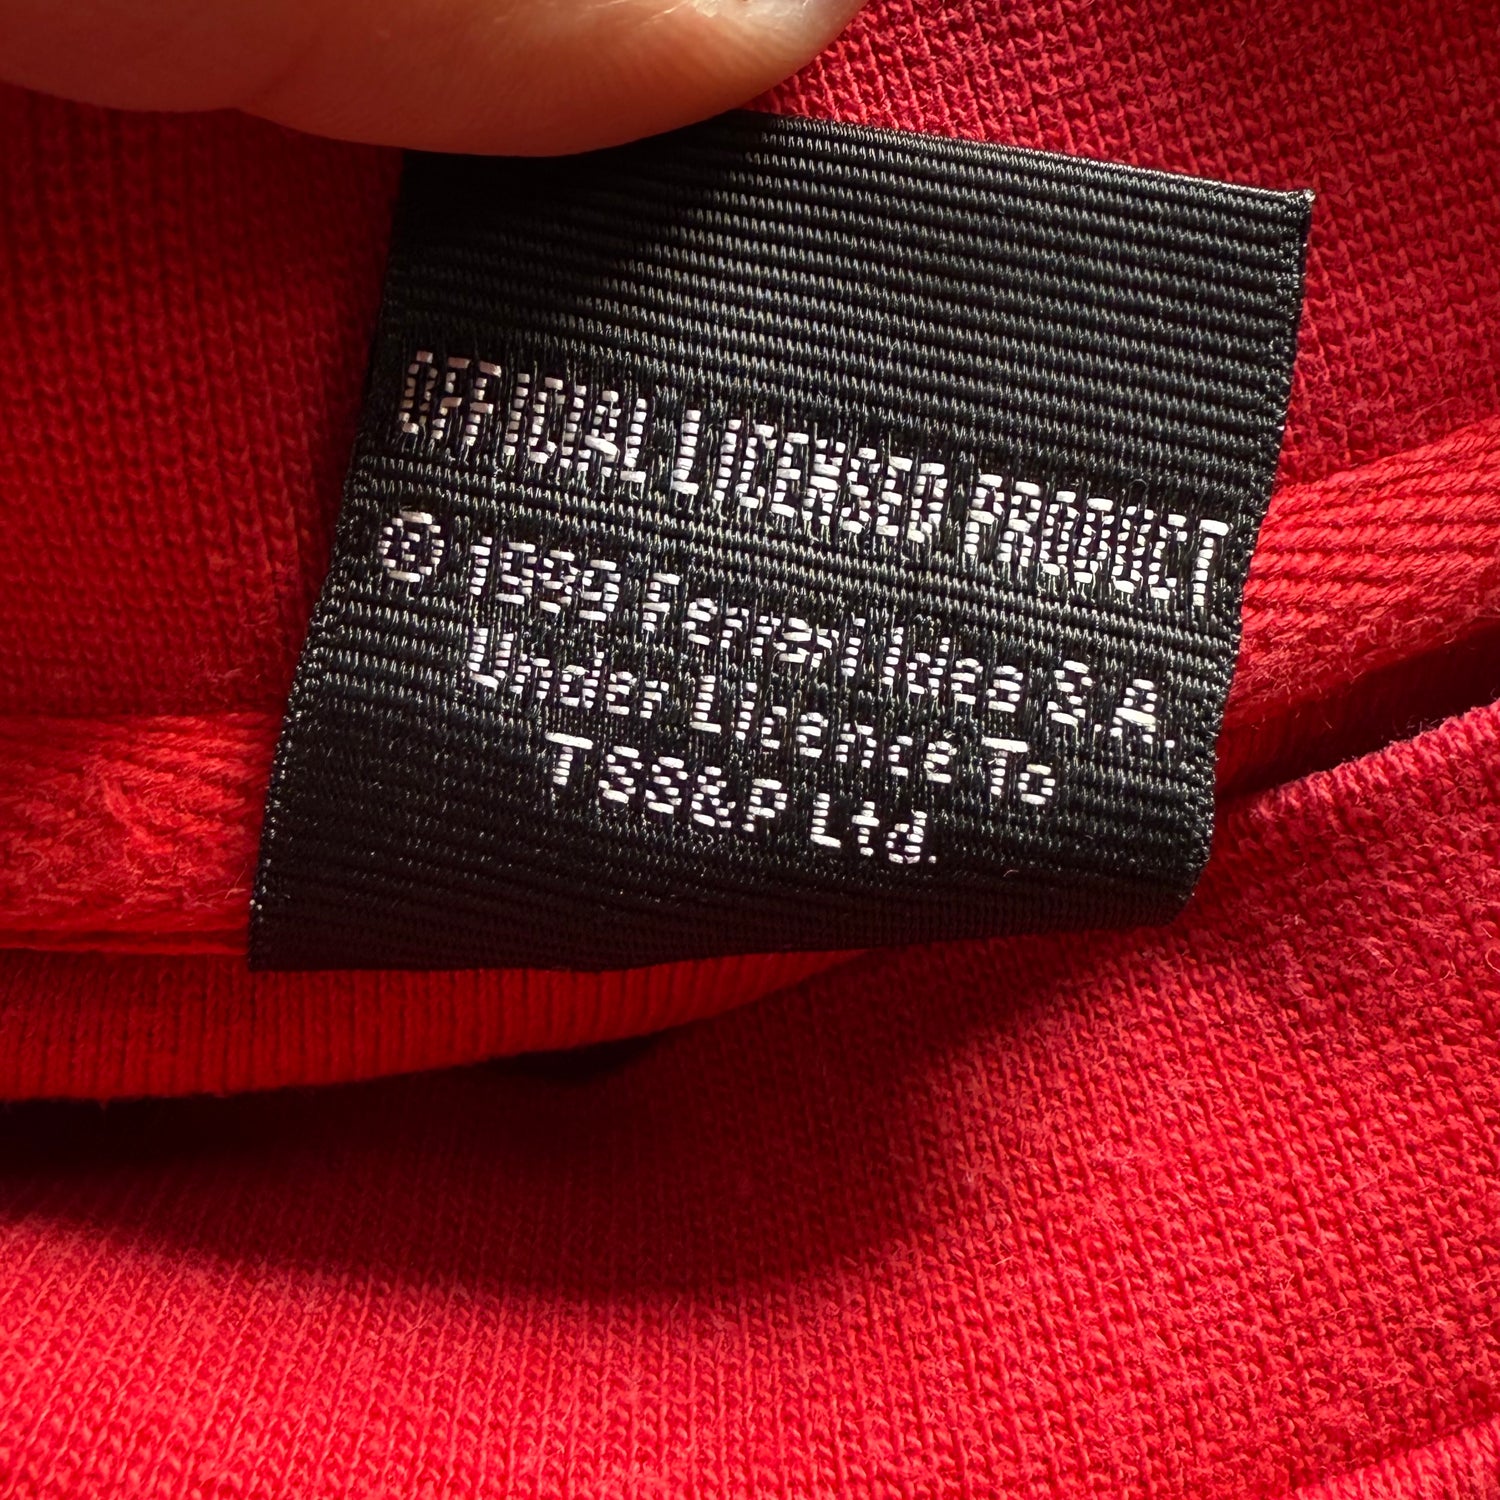 OFFICIAL LICENSED PRODUCT
© 1999 Ferrari Idea S.A.
Under Licence To
TSS&P Ltd.